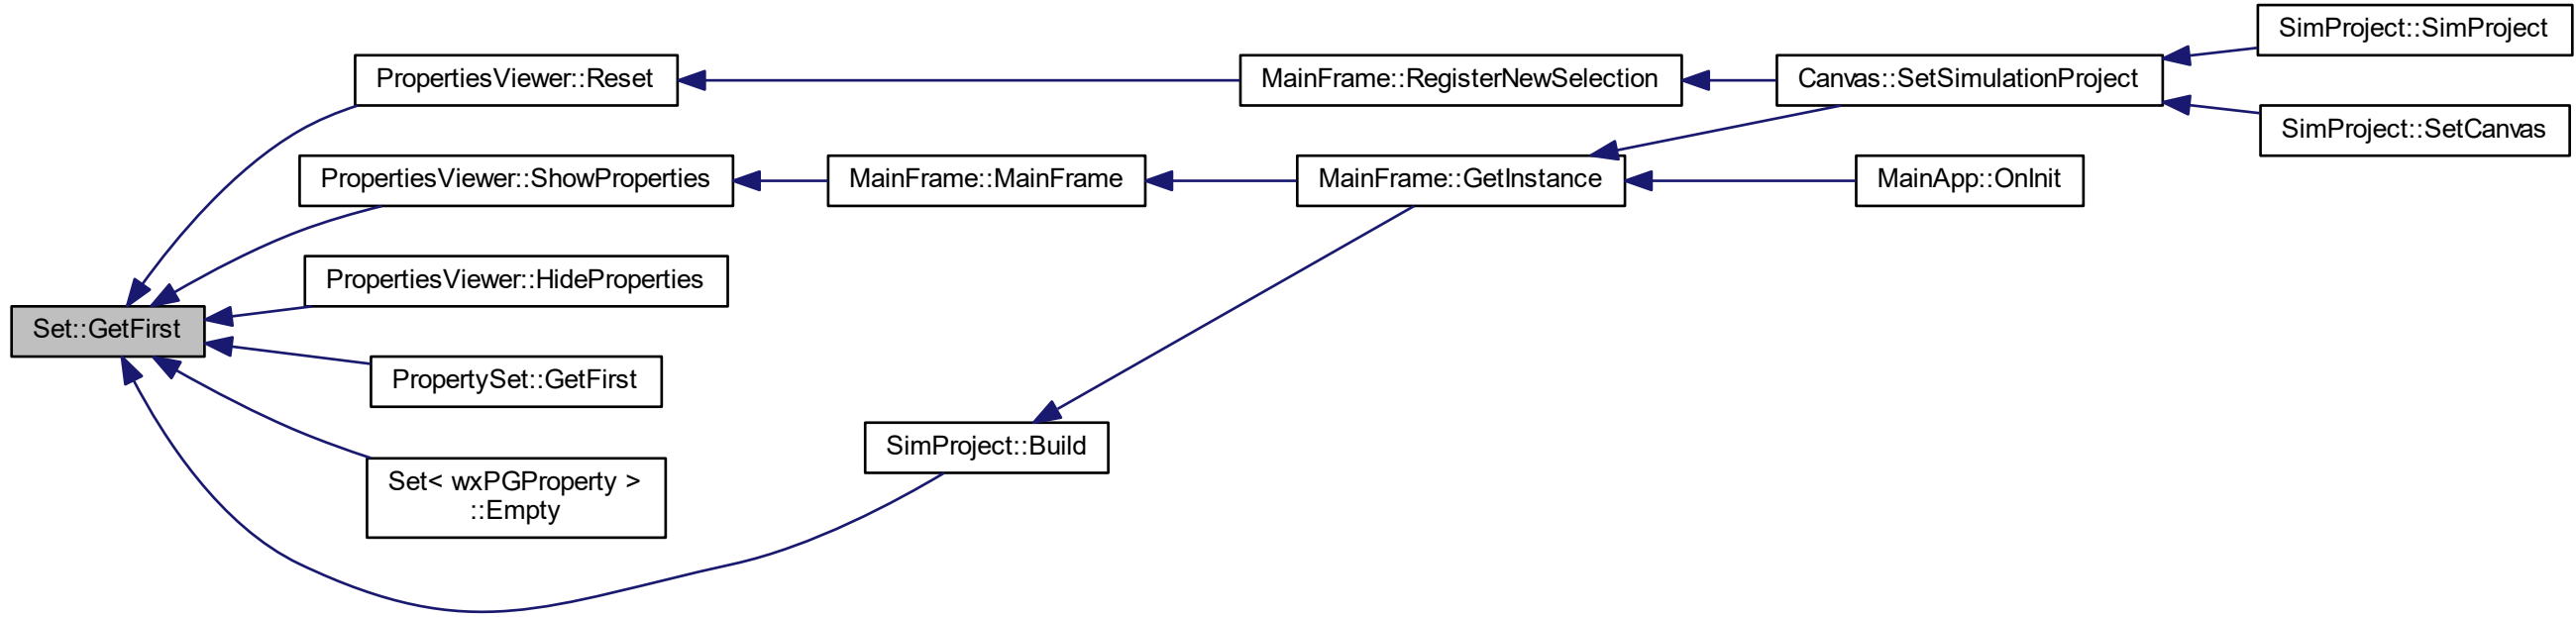 Set::GetFirst
PropertiesViewer::Reset
MainFrame::RegisterNewSelection
Canvas::SetSimulationProject
SimProject::SimProject
SimProject::SetCanvas
PropertiesViewer::ShowProperties
MainFrame::MainFrame
MainFrame::GetInstance
MainApp::OnInit
PropertiesViewer::HideProperties
PropertySet::GetFirst
Set< wxPGProperty >
::Empty
SimProject::Build